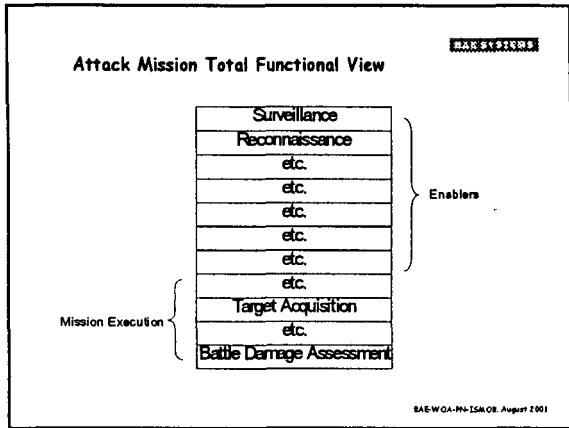 BAE SYSTEMS
Attack Mission Total Functional View
Surveillance
Reconnaissance
etc.
etc.
etc.
etc.
etc.
Enablers
etc.
Target Acquisition
etc.
Battle Damage Assessment
Mission Execution
BAE-WOA-PN-ISMOR August 2001